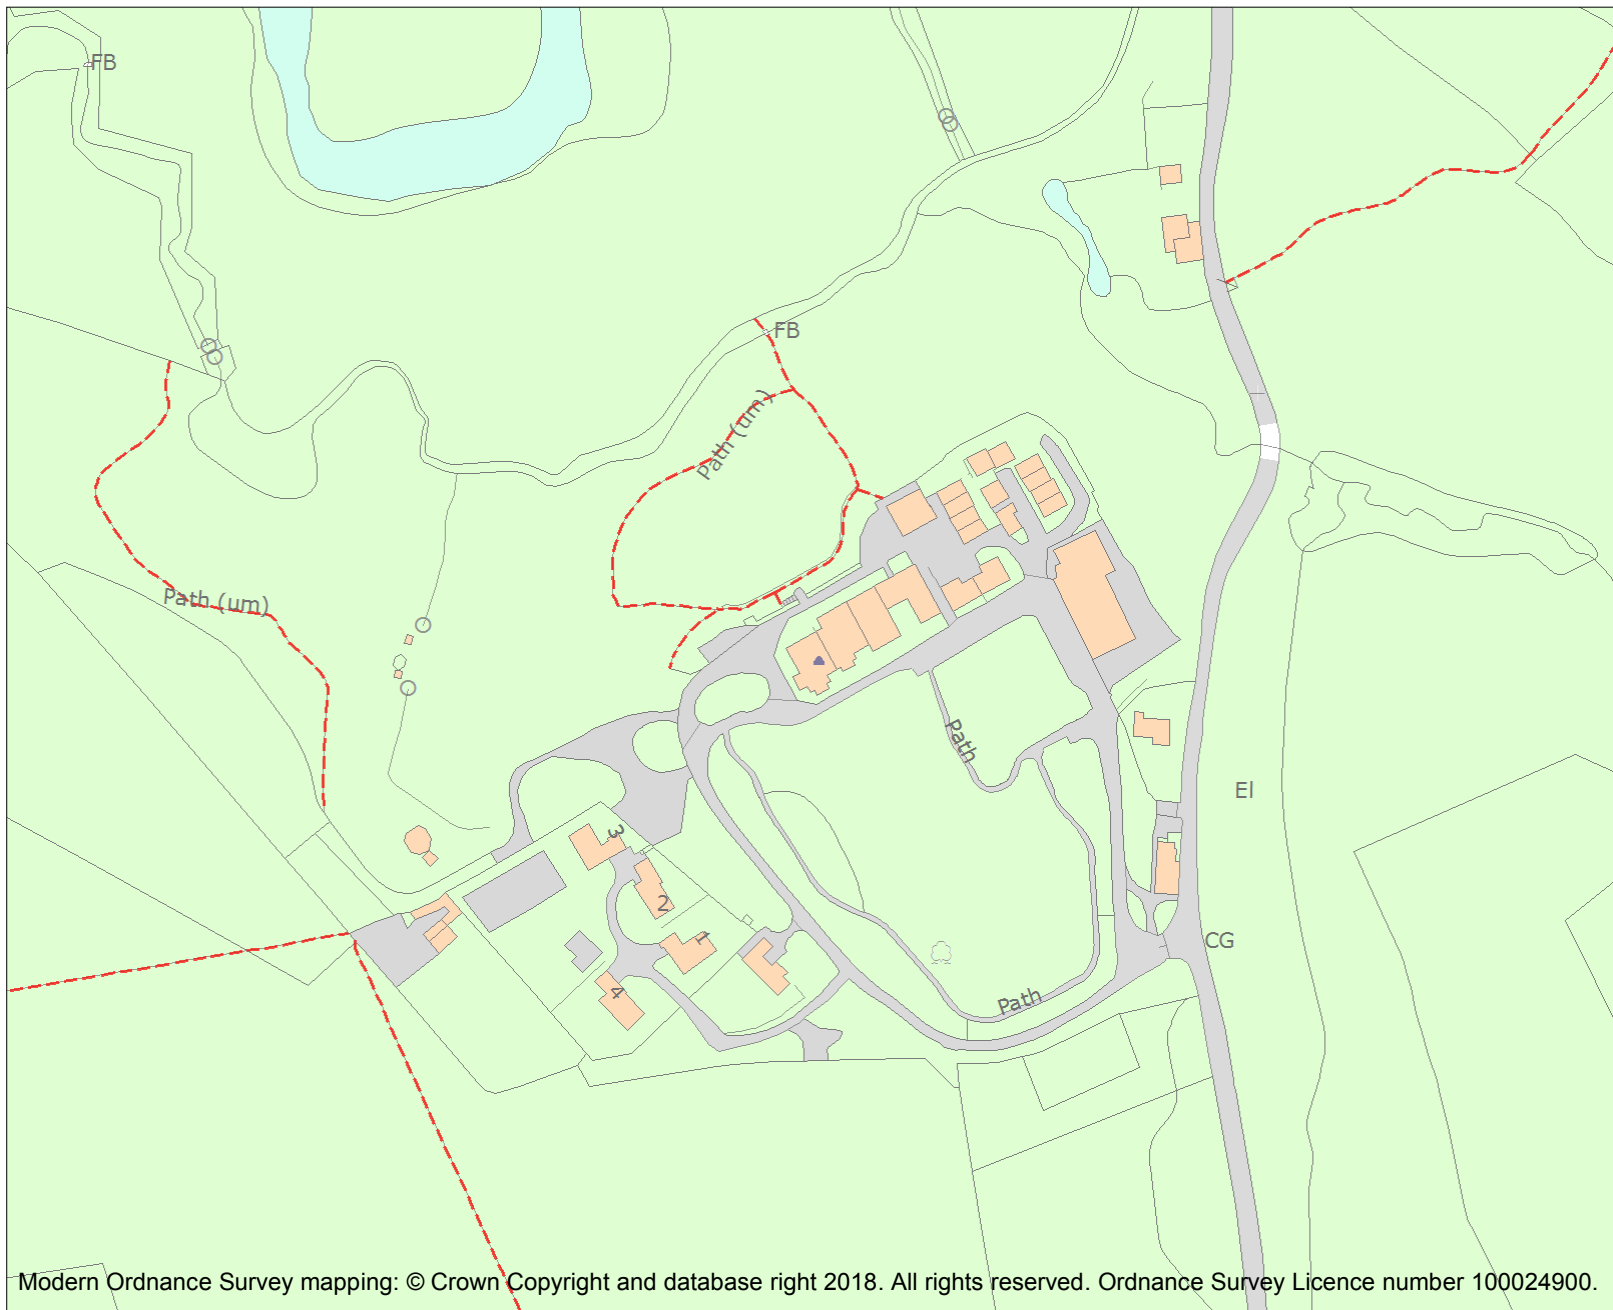 FB
FB
Path (um)
Path (um)
Path
El
3
2
1
CG
4
Path
Modern Ordnance Survey mapping: © Crown Copyright and database right 2018. All rights reserved. Ordnance Survey Licence number 100024900.